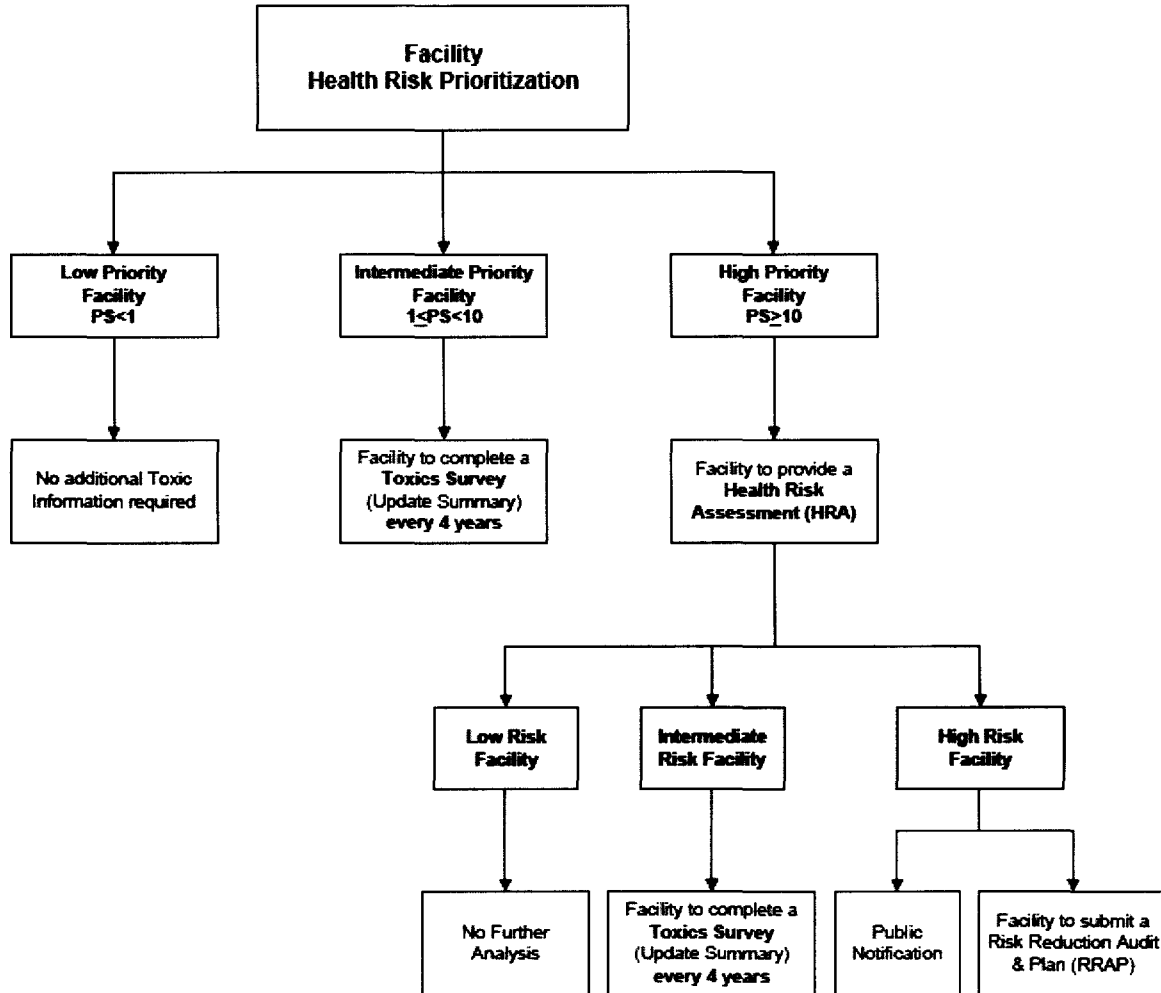 Facility
Health Risk Prioritization
Low Priority
Facility
PS<1
Intermediate Priority
Facility
1≤PS<10
High Priority
Facility
PS≥10
No additional Toxic
Information required
Facility to complete a
Toxics Survey
(Update Summary)
every 4 years
Facility to provide a
Health Risk
Assessment (HRA)
Low Risk
Facility
Intermediate
Risk Facility
High Risk
Facility
No Further
Analysis
Facility to complete a
Toxics Survey
(Update Summary)
every 4 years
Public
Notification
Facility to submit a
Risk Reduction Audit
& Plan (RRAP)